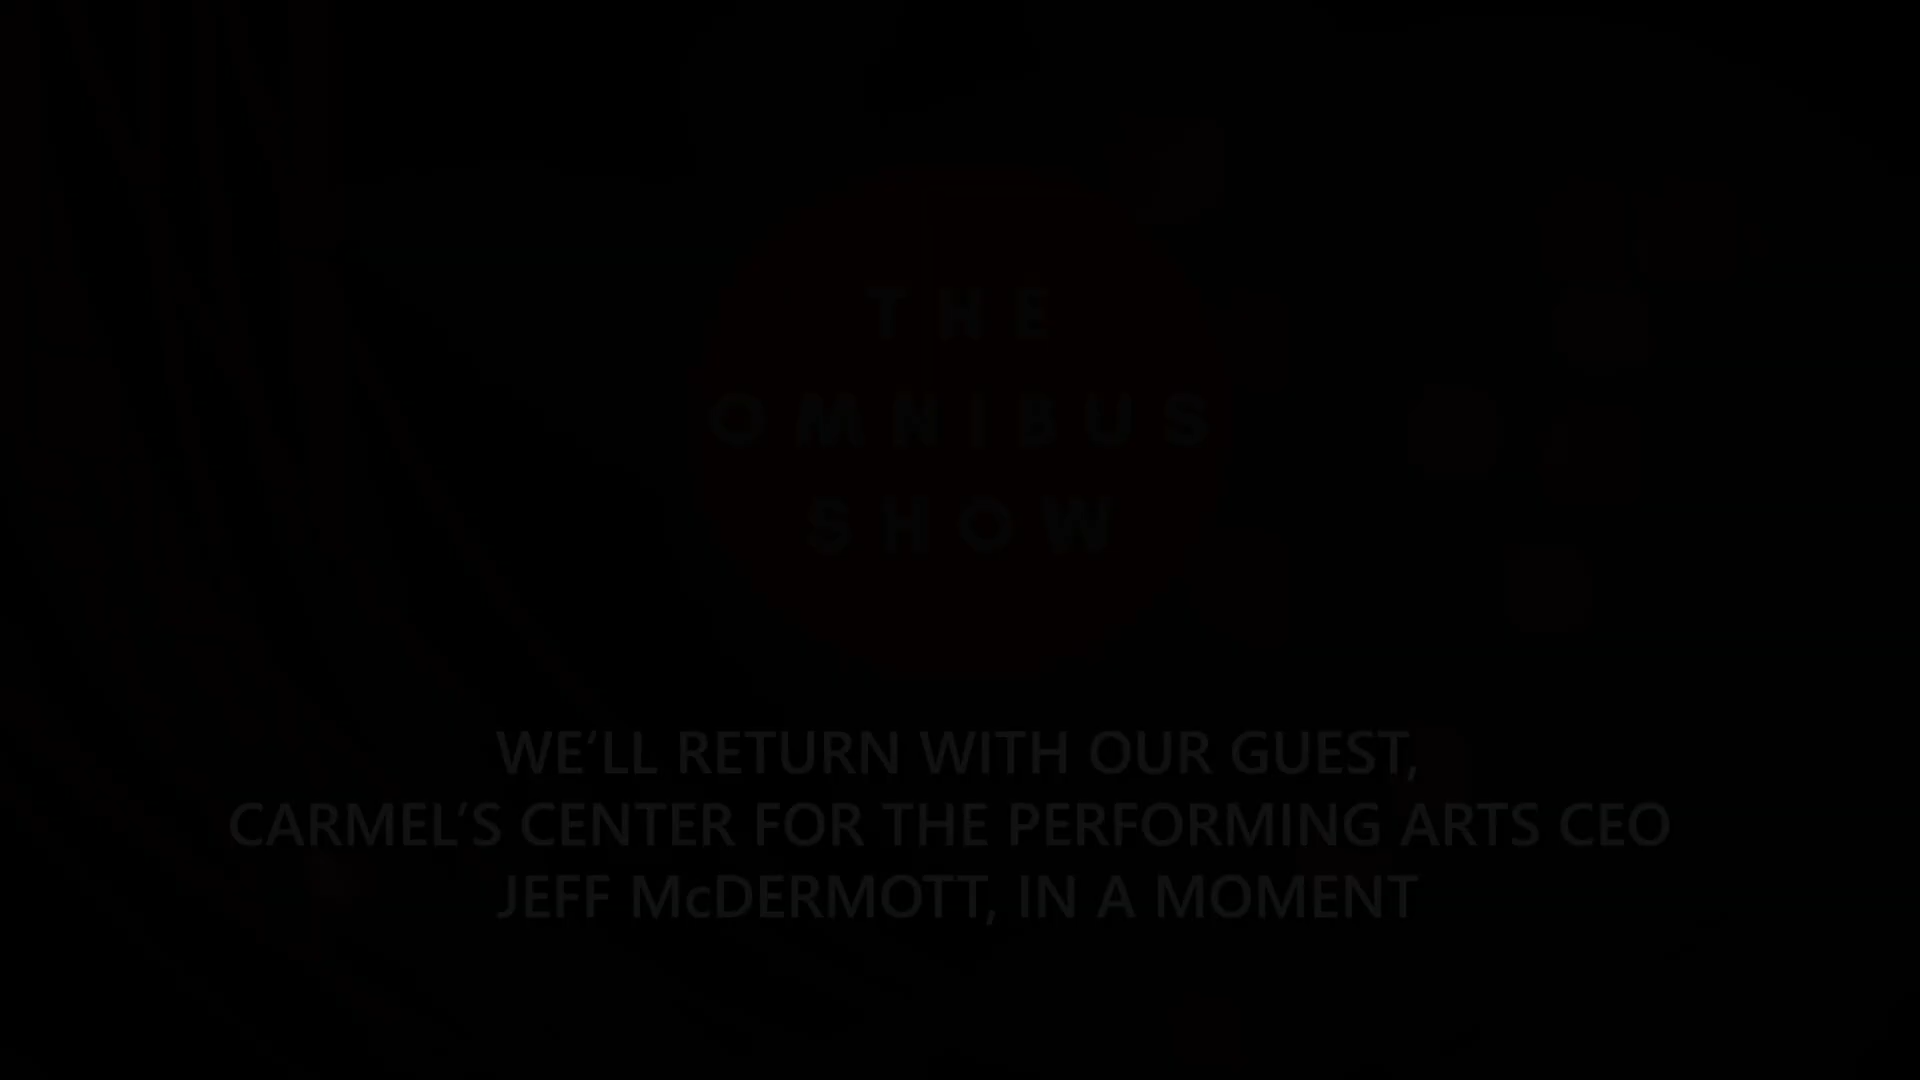 THE
OMNIBUS
SHOW
WE‘LL RETURN WITH OUR GUEST,
CARMEL’S CENTER FOR THE PERFORMING ARTS CEO
JEFF McDERMOTT, IN A MOMENT